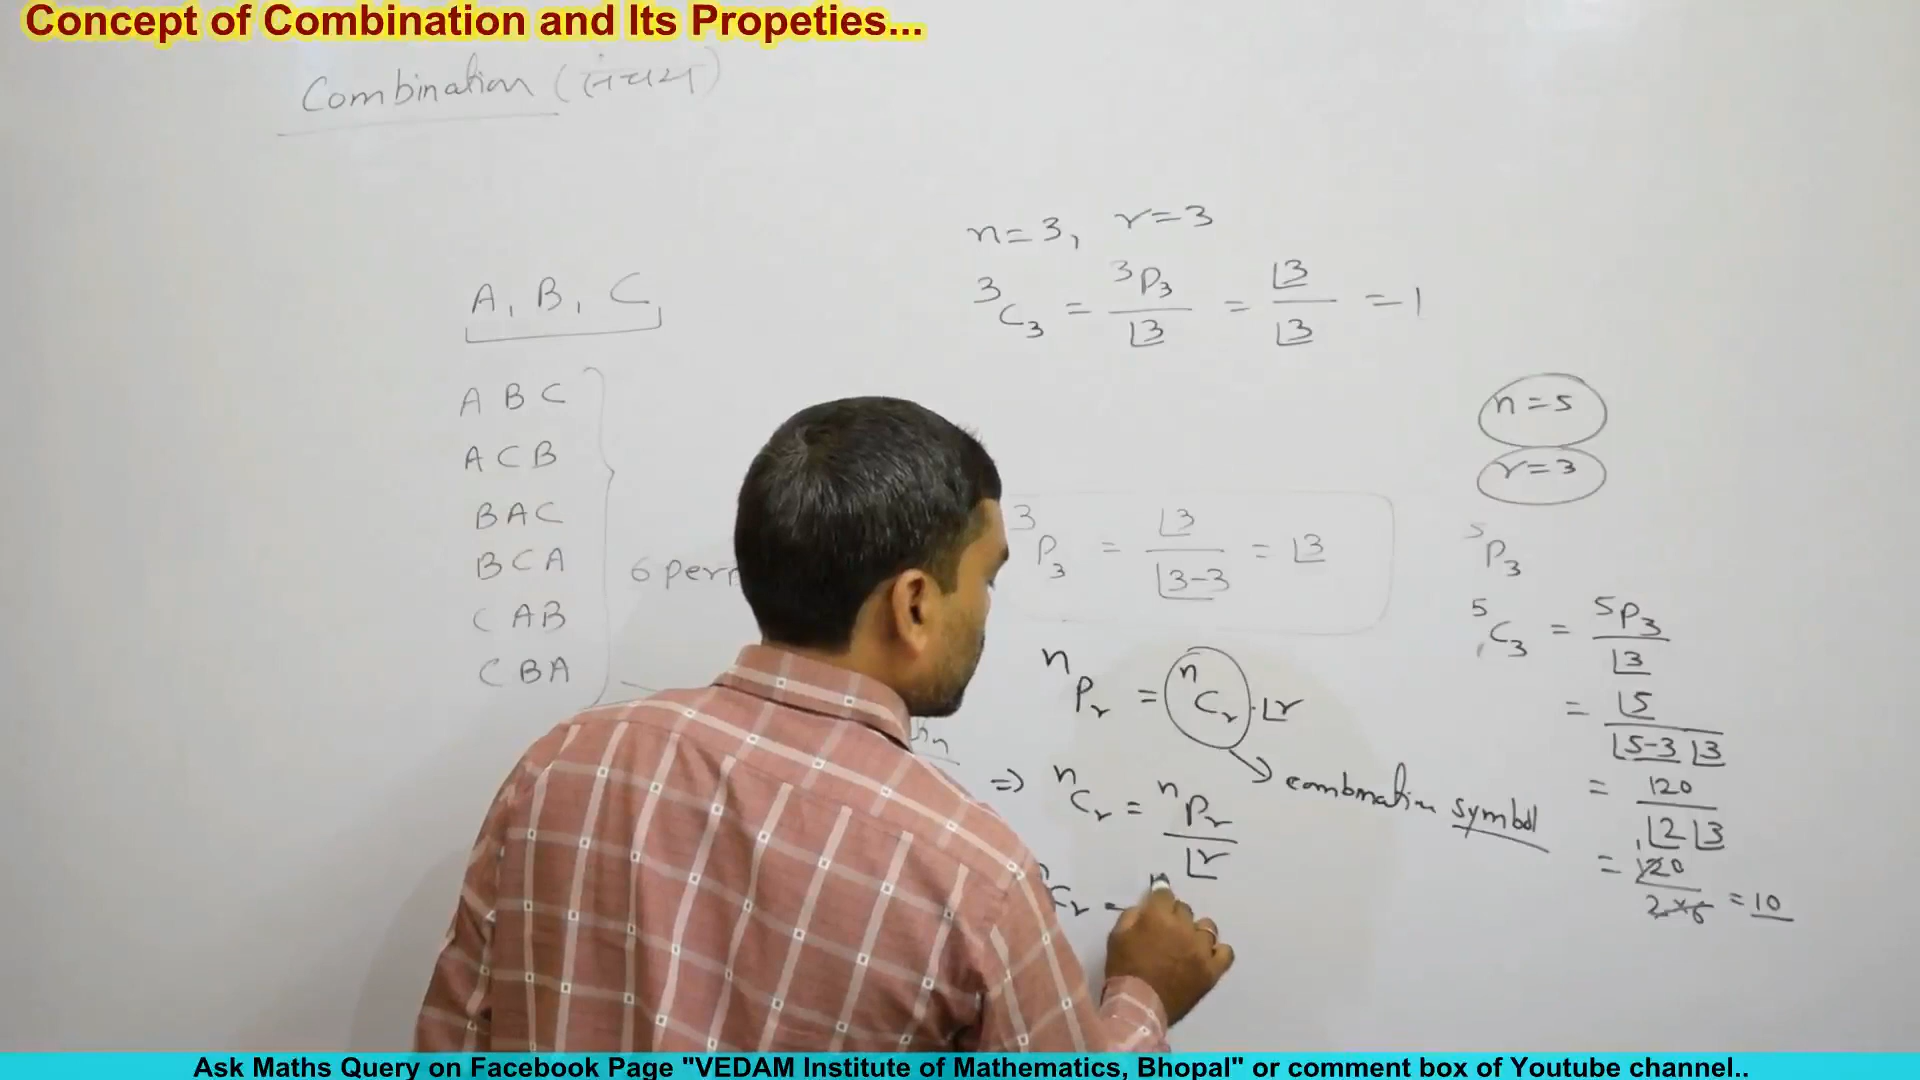 Concept of Combination and Its Propeties...
Combination (संचय)
A, B, C
A B C
A C B
B A C
B C A
C A B
C B A
6
n=3, r=3
³C₃ = ³P₃ / ⌊3 = ⌊3 / ⌊3 = 1
³P₃ = ⌊3 / ⌊3-3 = ⌊3
ⁿPᵣ = ⁿCᵣ . ⌊r
combination symbol
⇒ ⁿCᵣ = ⁿPᵣ / ⌊r
ⁿCᵣ =
n=5
r=3
⁵P₃
⁵C₃ = ⁵P₃ / ⌊3
= ⌊5 / ⌊5-3 ⌊3
= 120 / ⌊2 ⌊3
= 120 / 2×6 = 10
Ask Maths Query on Facebook Page "VEDAM Institute of Mathematics, Bhopal" or comment box of Youtube channel..